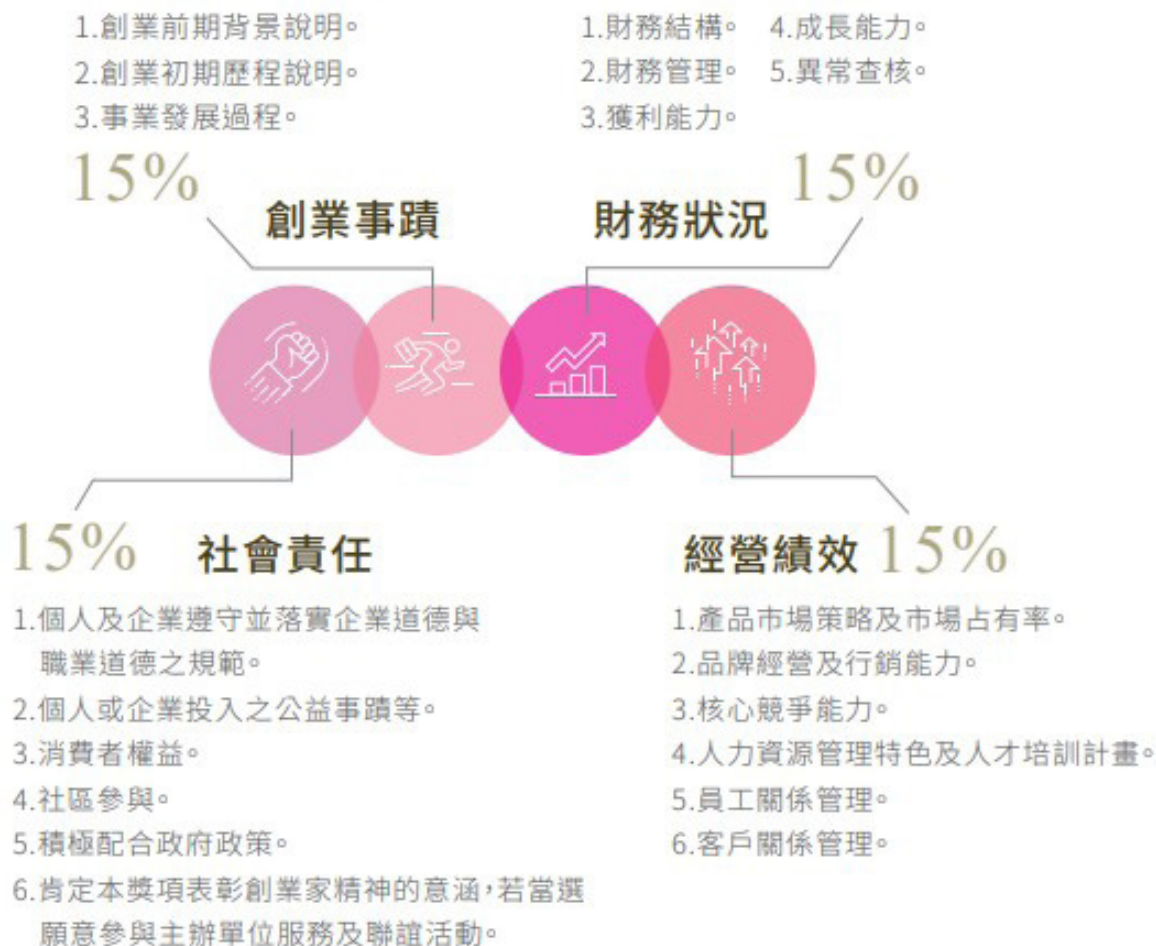 1.創業前期背景說明。
2.創業初期歷程說明。
3.事業發展過程。
15%
創業事蹟
1.財務結構。 4.成長能力。
2.財務管理。 5.異常查核。
3.獲利能力。
15%
財務狀況
15% 社會責任
1.個人及企業遵守並落實企業道德與
職業道德之規範。
2.個人或企業投入之公益事蹟等。
3.消費者權益。
4.社區參與。
5.積極配合政府政策。
6.肯定本獎項表彰創業家精神的意涵,若當選
願意參與主辦單位服務及聯誼活動。
經營績效 15%
1.產品市場策略及市場占有率。
2.品牌經營及行銷能力。
3.核心競爭能力。
4.人力資源管理特色及人才培訓計畫。
5.員工關係管理。
6.客戶關係管理。